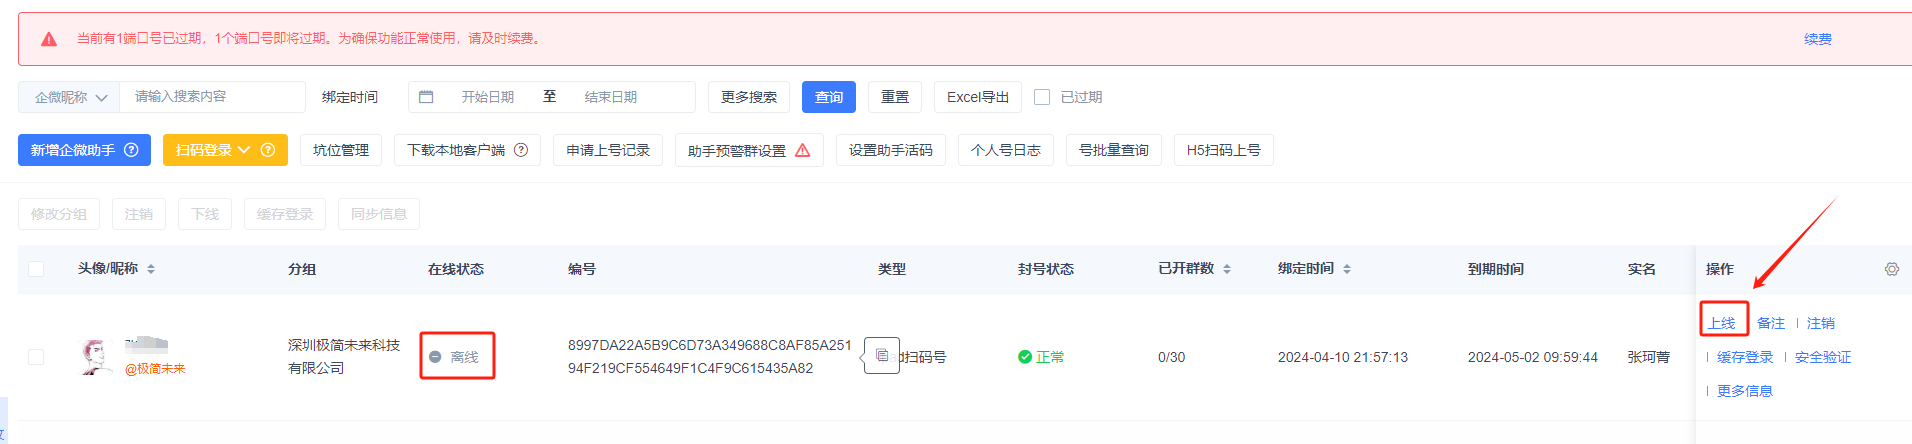 当前有1端口号已过期，1个端口号即将过期。为确保功能正常使用，请及时续费。 续费
企微昵称 请输入搜索内容 绑定时间 开始日期 至 结束日期 更多搜索 查询 重置 Excel导出 已过期
新增企微助手 扫码登录 坑位管理 下载本地客户端 申请上号记录 助手预警群设置 设置助手活码 个人号日志 号批量查询 H5扫码上号
修改分组 注销 下线 缓存登录 同步信息
头像/昵称 分组 在线状态 编号 类型 封号状态 已开群数 绑定时间 到期时间 实名 操作
上线 备注 注销
深圳极简未来科技 8997DA22A5B9C6D73A349688C8AF85A251
离线 扫码号 正常 0/30 2024-04-10 21:57:13 2024-05-02 09:59:44 缓存登录 安全验证
@极简未来 有限公司 94F219CF554649F1C4F9C615435A82
更多信息